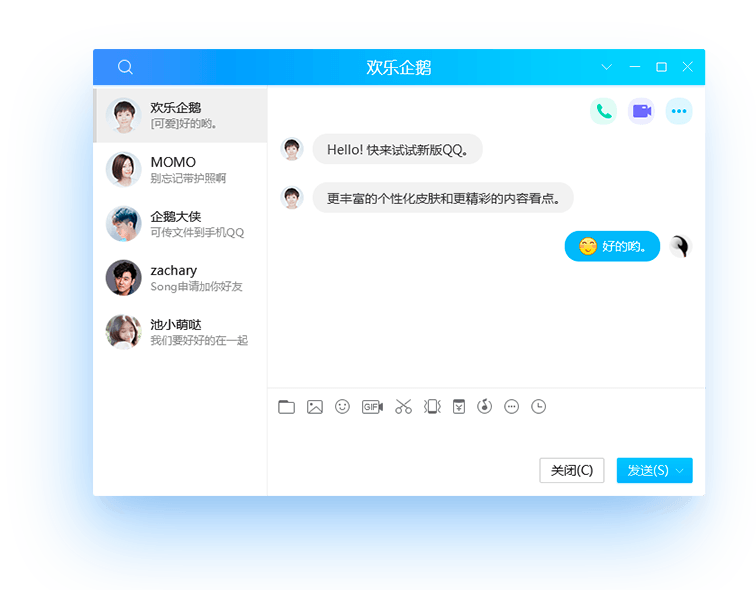 欢乐企鹅
欢乐企鹅
[可爱]好的哟。
MOMO
别忘记带护照啊
企鹅大侠
可传文件到手机QQ
zachary
Song申请加你好友
池小萌哒
我们要好好的在一起
Hello! 快来试试新版QQ。
更丰富的个性化皮肤和更精彩的内容看点。
好的哟。
GIF
关闭(C)
发送(S)